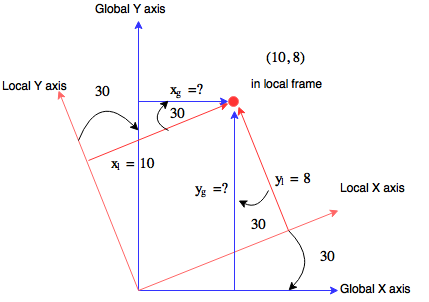 Global Y axis
(10, 8)
Local Y axis
30
x_g =?
in local frame
30
x_l = 10
y_l = 8
y_g =?
Local X axis
30
30
Global X axis